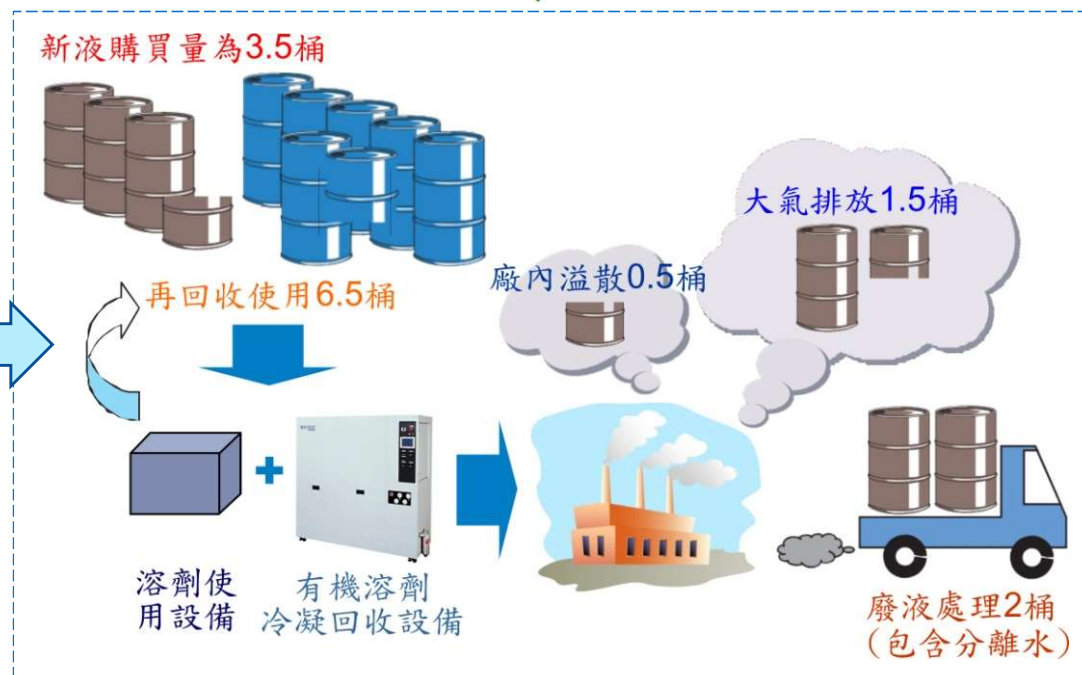 新液購買量為3.5桶
大氣排放1.5桶
廠內溢散0.5桶
再回收使用6.5桶
溶劑使
用設備
有機溶劑
冷凝回收設備
廢液處理2桶
(包含分離水)